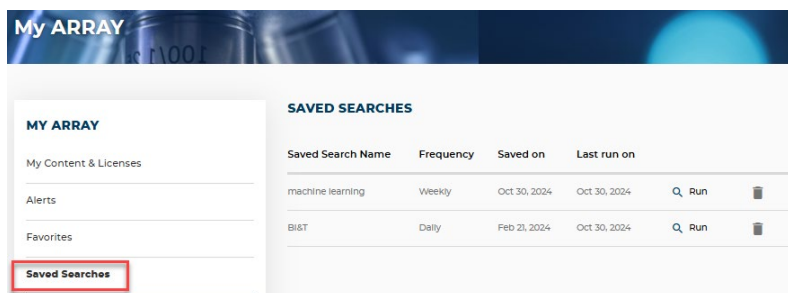 My ARRAY
MY ARRAY
My Content & Licenses
Alerts
Favorites
Saved Searches
SAVED SEARCHES
Saved Search Name Frequency Saved on Last run on
machine learning Weekly Oct 30, 2024 Oct 30, 2024 Run
BI&T Daily Feb 21, 2024 Oct 30, 2024 Run